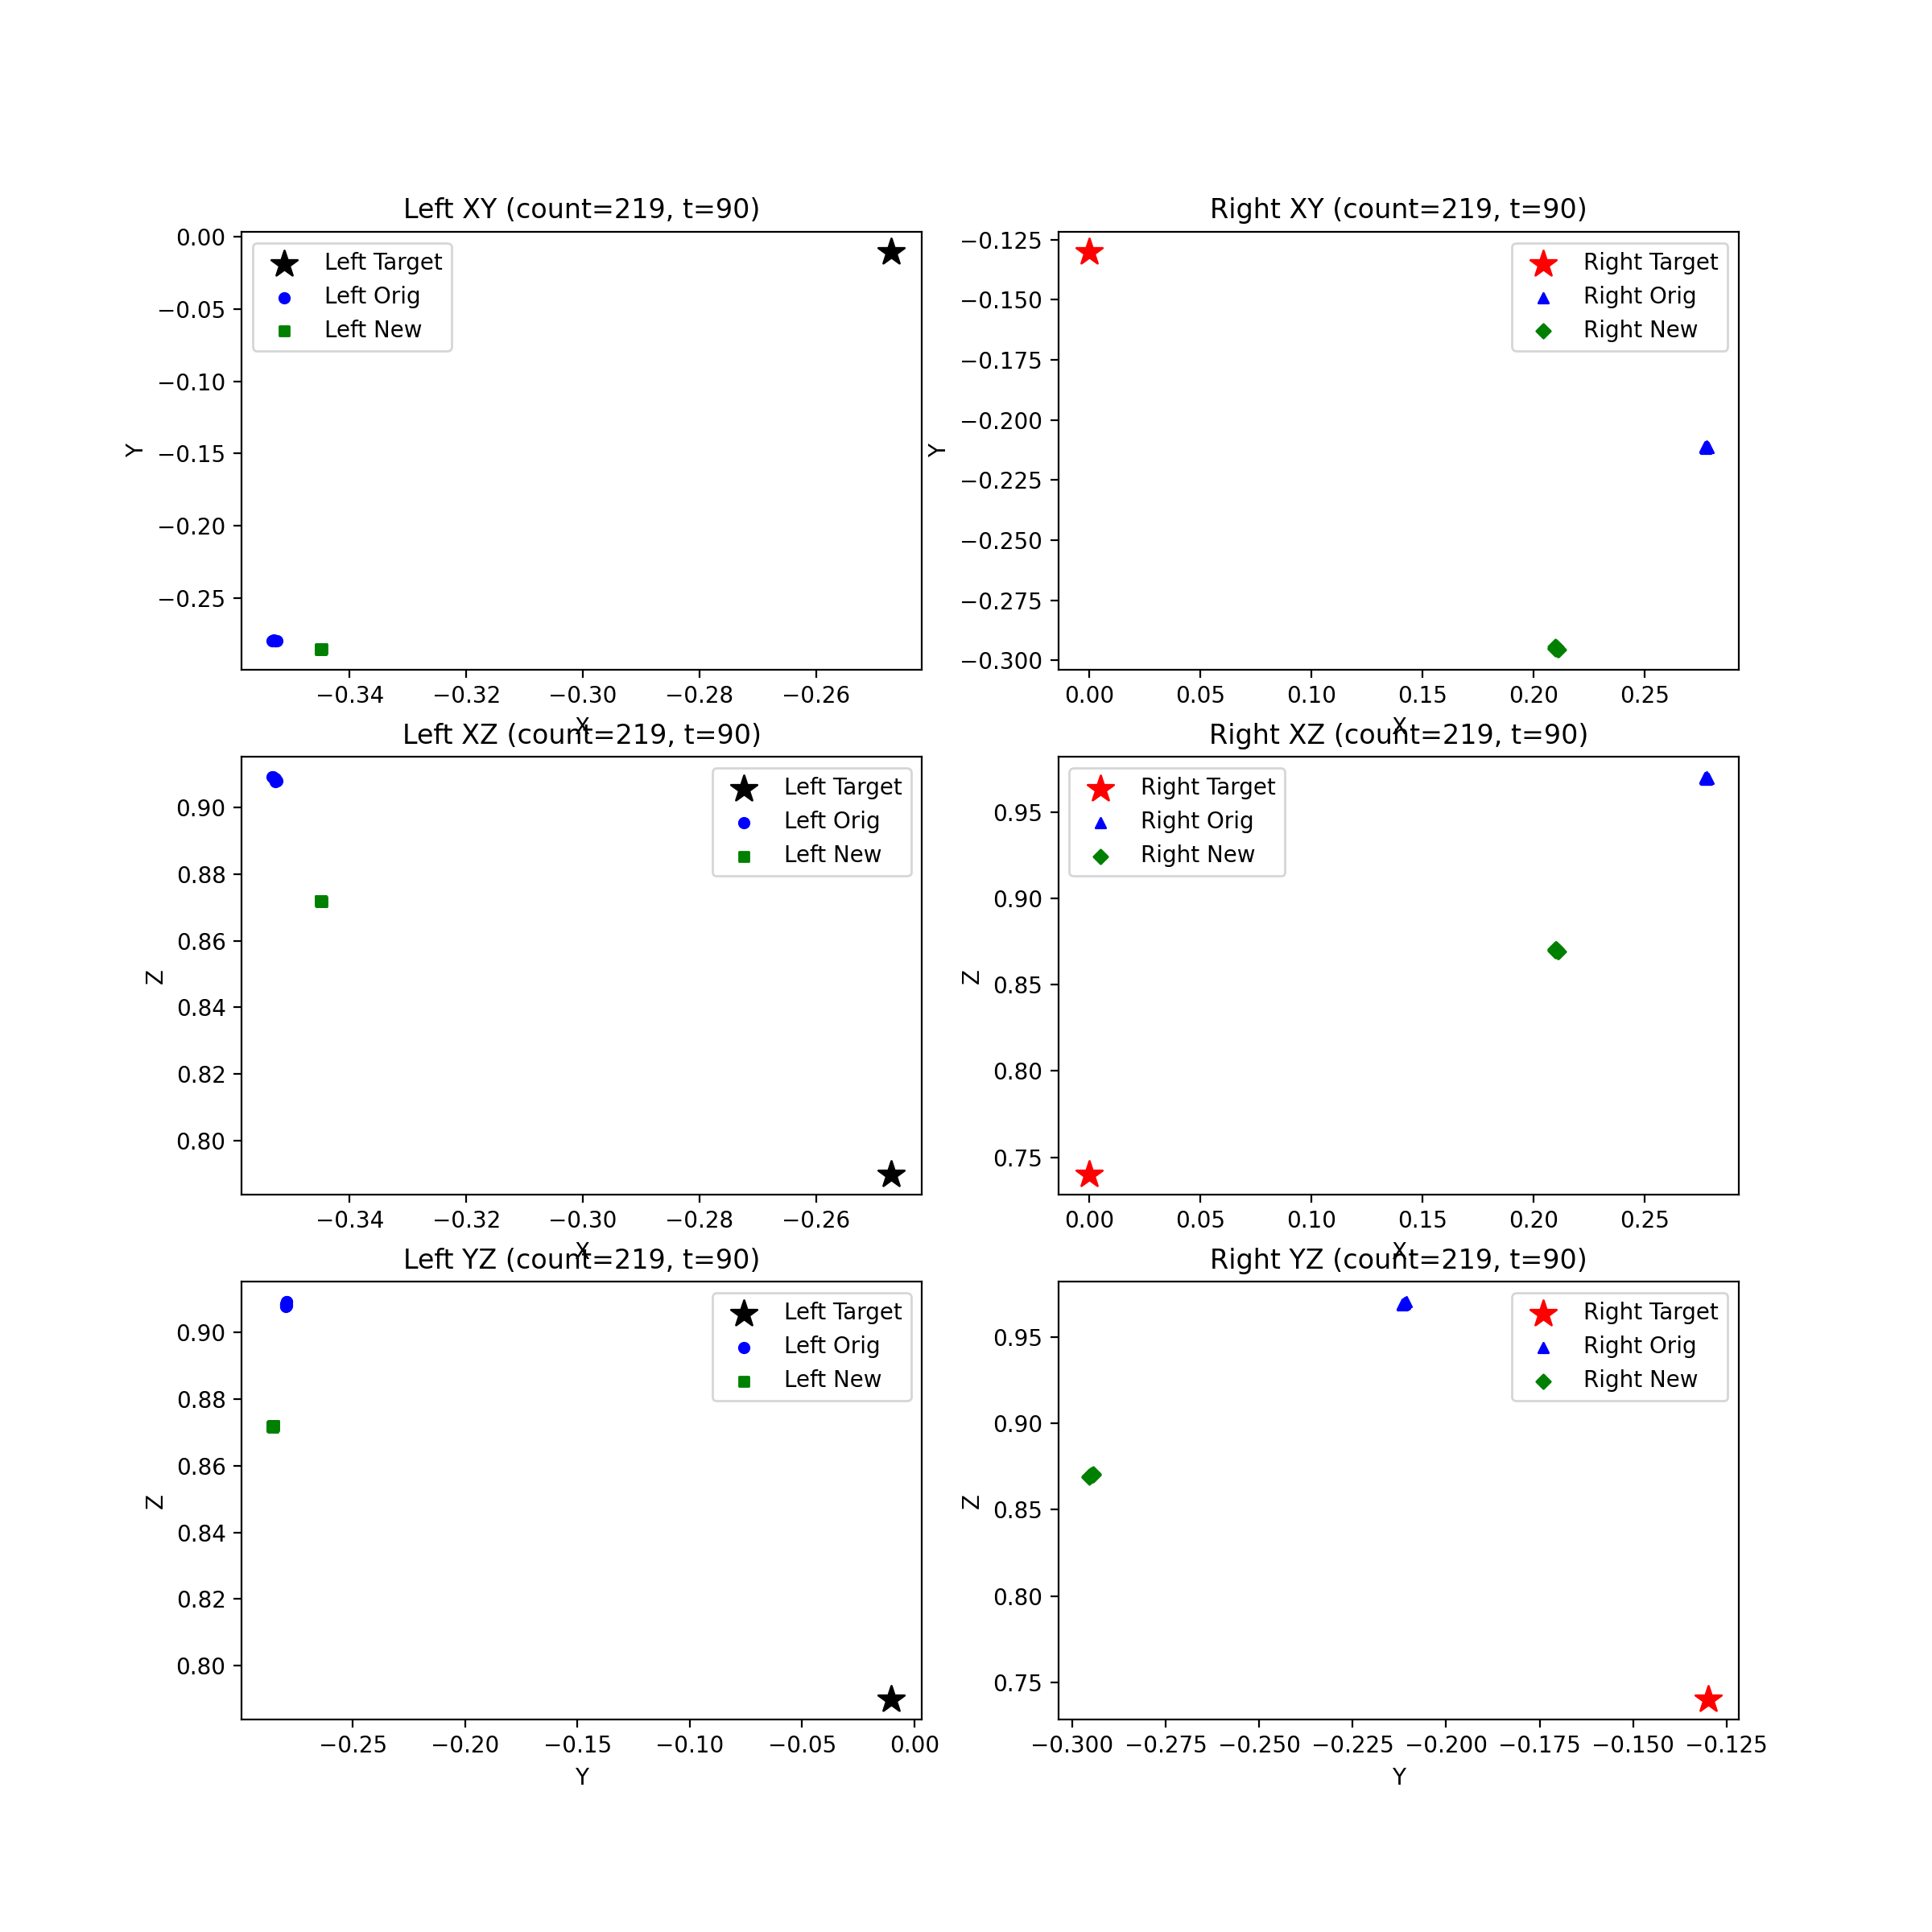 Left XY (count=219, t=90)
Left Target
Left Orig
Left New
Y
0.00
−0.05
−0.10
−0.15
−0.20
−0.25
−0.34 −0.32 −0.30 −0.28 −0.26
X
Right XY (count=219, t=90)
Right Target
Right Orig
Right New
Y
−0.125
−0.150
−0.175
−0.200
−0.225
−0.250
−0.275
−0.300
0.00 0.05 0.10 0.15 0.20 0.25
X
Left XZ (count=219, t=90)
Left Target
Left Orig
Left New
Z
0.90
0.88
0.86
0.84
0.82
0.80
−0.34 −0.32 −0.30 −0.28 −0.26
X
Right XZ (count=219, t=90)
Right Target
Right Orig
Right New
Z
0.95
0.90
0.85
0.80
0.75
0.00 0.05 0.10 0.15 0.20 0.25
X
Left YZ (count=219, t=90)
Left Target
Left Orig
Left New
Z
0.90
0.88
0.86
0.84
0.82
0.80
−0.25 −0.20 −0.15 −0.10 −0.05 0.00
Y
Right YZ (count=219, t=90)
Right Target
Right Orig
Right New
Z
0.95
0.90
0.85
0.80
0.75
−0.300 −0.275 −0.250 −0.225 −0.200 −0.175 −0.150 −0.125
Y